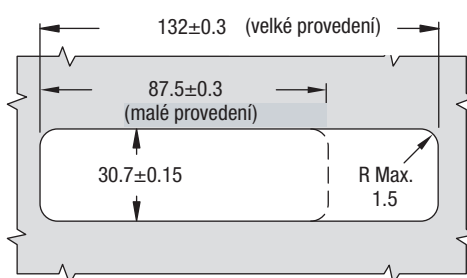 132±0.3 (velké provedení)
87.5±0.3
(malé provedení)
30.7±0.15
R Max.
1.5